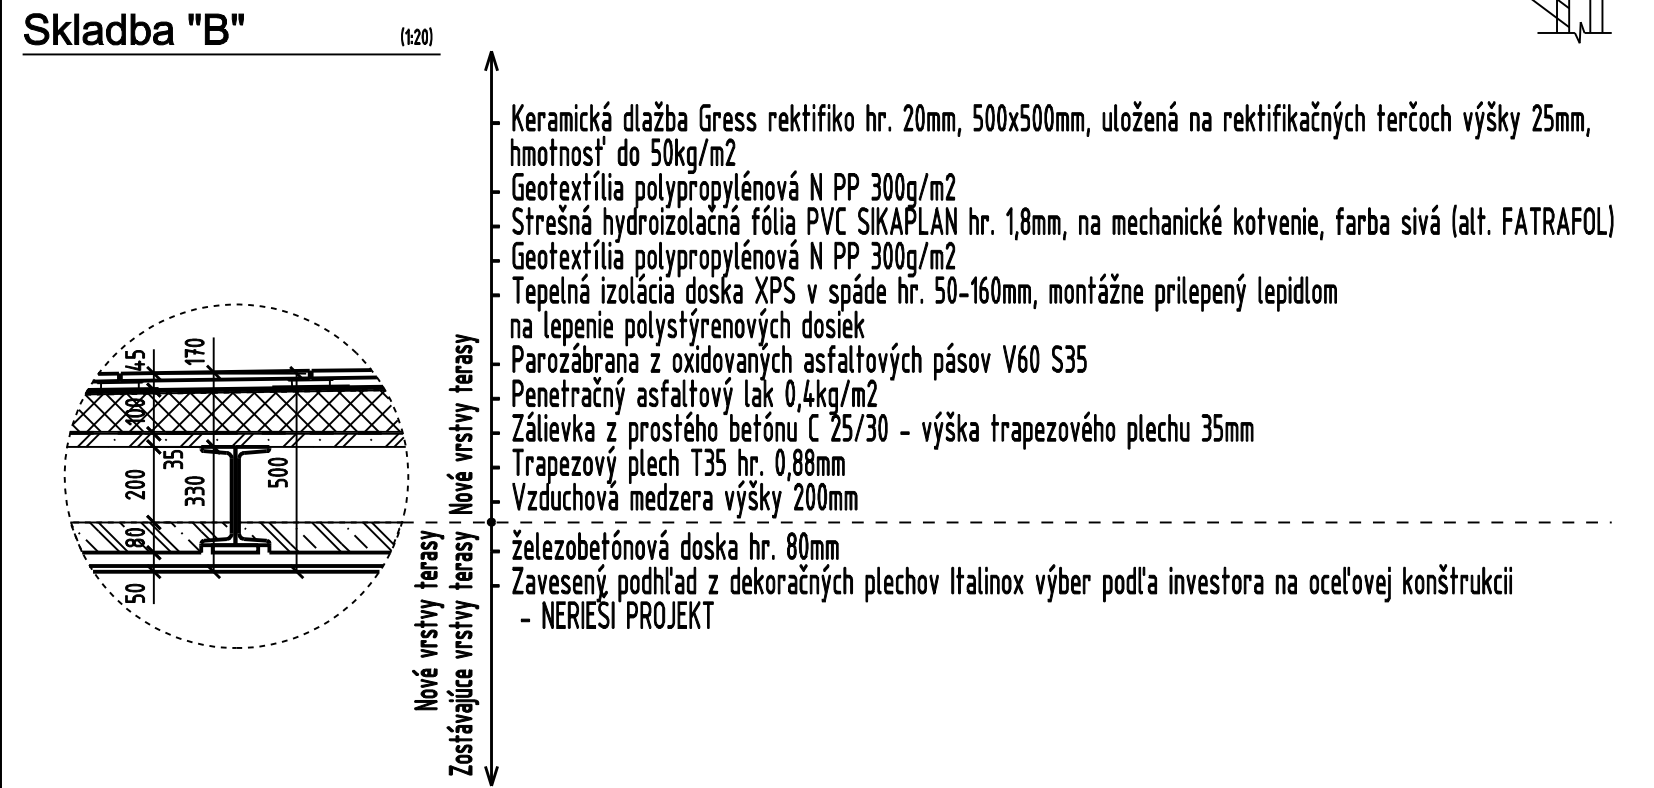 Skladba "B"
(1:20)
Keramická dlažba Gress rektifiko hr. 20mm, 500x500mm, uložená na rektifikačných terčoch výšky 25mm,
hmotnosť do 50kg/m2
Geotextília polypropylénová N PP 300g/m2
Strešná hydroizolačná fólia PVC SIKAPLAN hr. 1,8mm, na mechanické kotvenie, farba sivá (alt. FATRAFOL)
Geotextília polypropylénová N PP 300g/m2
Tepelná izolácia doska XPS v spáde hr. 50-160mm, montážne prilepený lepidlom
na lepenie polystýrenových dosiek
Parozábrana z oxidovaných asfaltových pásov V60 S35
Penetračný asfaltový lak 0,4kg/m2
Zálievka z prostého betónu C 25/30 - výška trapezového plechu 35mm
Trapezový plech T35 hr. 0,88mm
Vzduchová medzera výšky 200mm
železobetónová doska hr. 80mm
Zavesený podhľad z dekoračných plechov Italinox výber podľa investora na oceľovej konštrukcii
- NERIEŠI PROJEKT
Nové vrstvy terasy
Nové vrstvy terasy
Zostávajúce vrstvy terasy
45
170
100
35
200
330
500
80
50